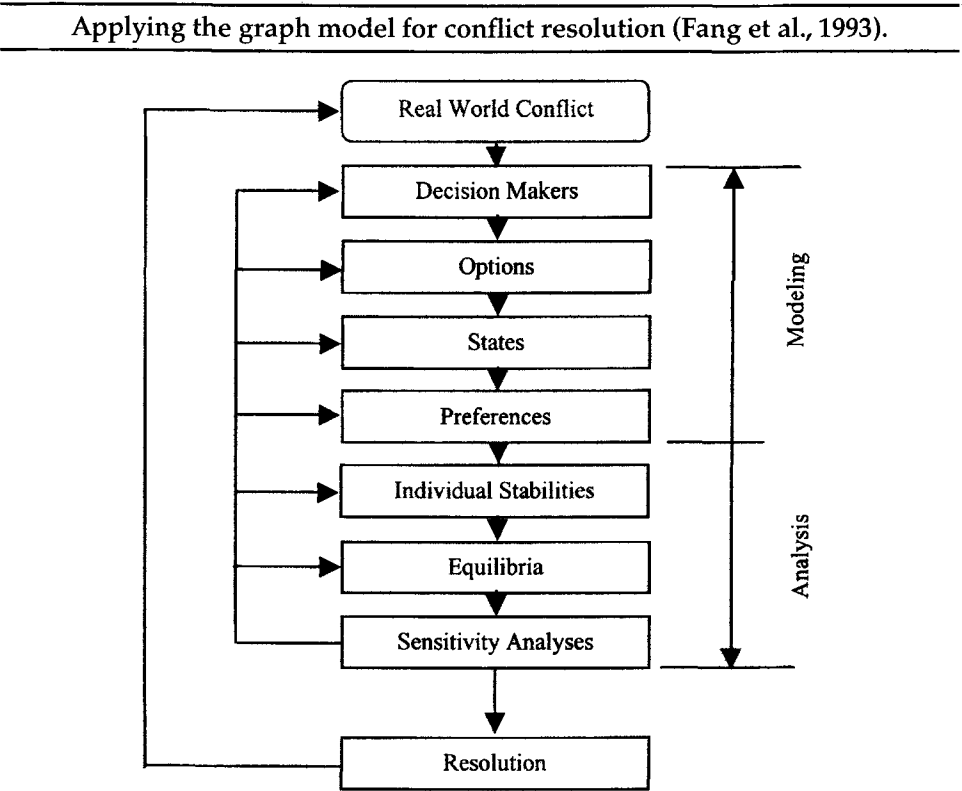 Applying the graph model for conflict resolution (Fang et al., 1993).
Real World Conflict
Decision Makers
Options
States
Preferences
Individual Stabilities
Equilibria
Sensitivity Analyses
Resolution
Modeling
Analysis